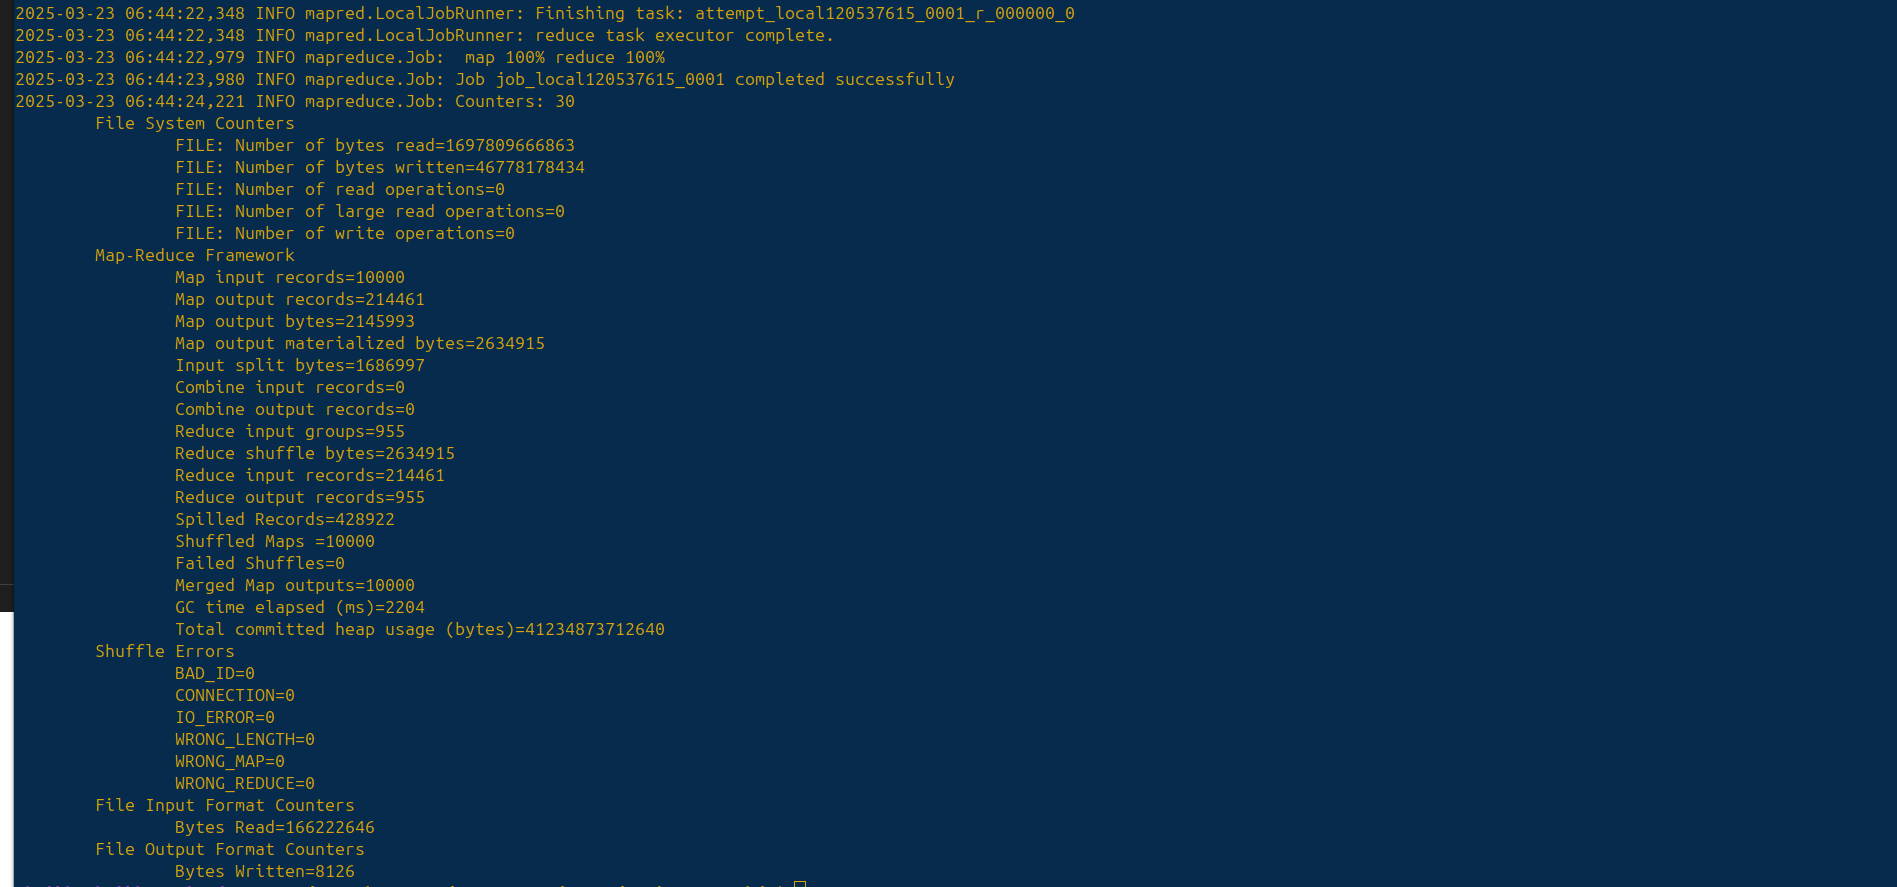 2025-03-23 06:44:22,348 INFO mapred.LocalJobRunner: Finishing task: attempt_local120537615_0001_r_000000_0
2025-03-23 06:44:22,348 INFO mapred.LocalJobRunner: reduce task executor complete.
2025-03-23 06:44:22,979 INFO mapreduce.Job:  map 100% reduce 100%
2025-03-23 06:44:23,980 INFO mapreduce.Job: Job job_local120537615_0001 completed successfully
2025-03-23 06:44:24,221 INFO mapreduce.Job: Counters: 30
File System Counters
FILE: Number of bytes read=1697809666863
FILE: Number of bytes written=46778178434
FILE: Number of read operations=0
FILE: Number of large read operations=0
FILE: Number of write operations=0
Map-Reduce Framework
Map input records=10000
Map output records=214461
Map output bytes=2145993
Map output materialized bytes=2634915
Input split bytes=1686997
Combine input records=0
Combine output records=0
Reduce input groups=955
Reduce shuffle bytes=2634915
Reduce input records=214461
Reduce output records=955
Spilled Records=428922
Shuffled Maps =10000
Failed Shuffles=0
Merged Map outputs=10000
GC time elapsed (ms)=2204
Total committed heap usage (bytes)=41234873712640
Shuffle Errors
BAD_ID=0
CONNECTION=0
IO_ERROR=0
WRONG_LENGTH=0
WRONG_MAP=0
WRONG_REDUCE=0
File Input Format Counters
Bytes Read=166222646
File Output Format Counters
Bytes Written=8126